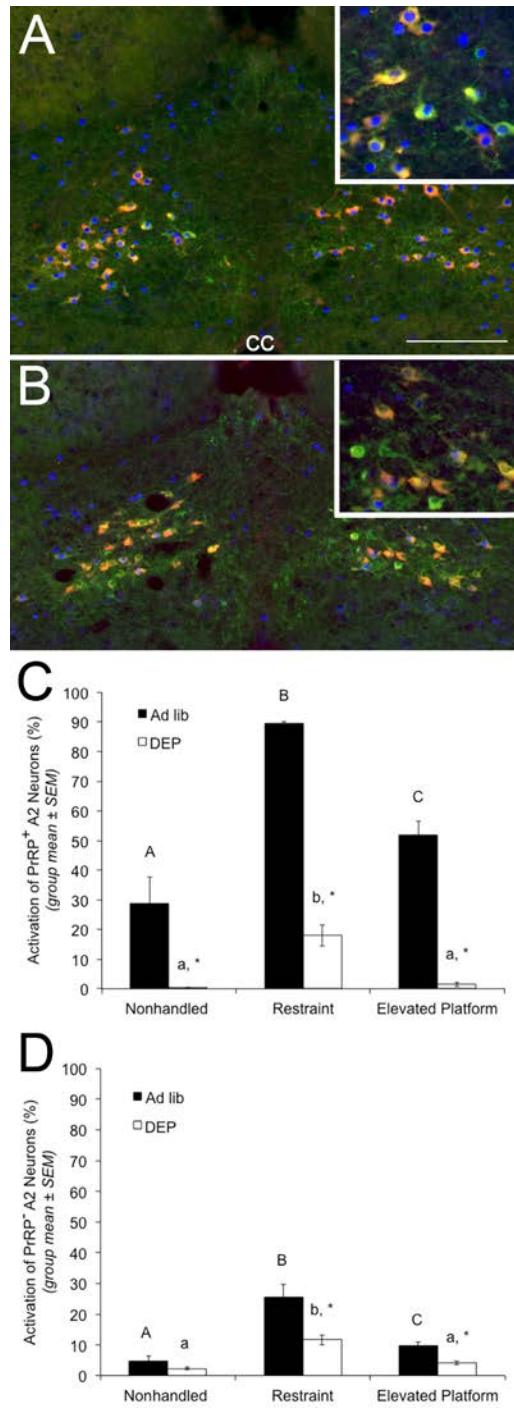 A
CC
B
C
Activation of PrRP+ A2 Neurons (%)
(group mean ± SEM)
100
90
80
70
60
50
40
30
20
10
0
Ad lib
DEP
A
a, *
B
b, *
C
a, *
Nonhandled
Restraint
Elevated Platform
D
Activation of PrRP- A2 Neurons (%)
(group mean ± SEM)
100
90
80
70
60
50
40
30
20
10
0
Ad lib
DEP
A
a
B
b, *
C
a, *
Nonhandled
Restraint
Elevated Platform